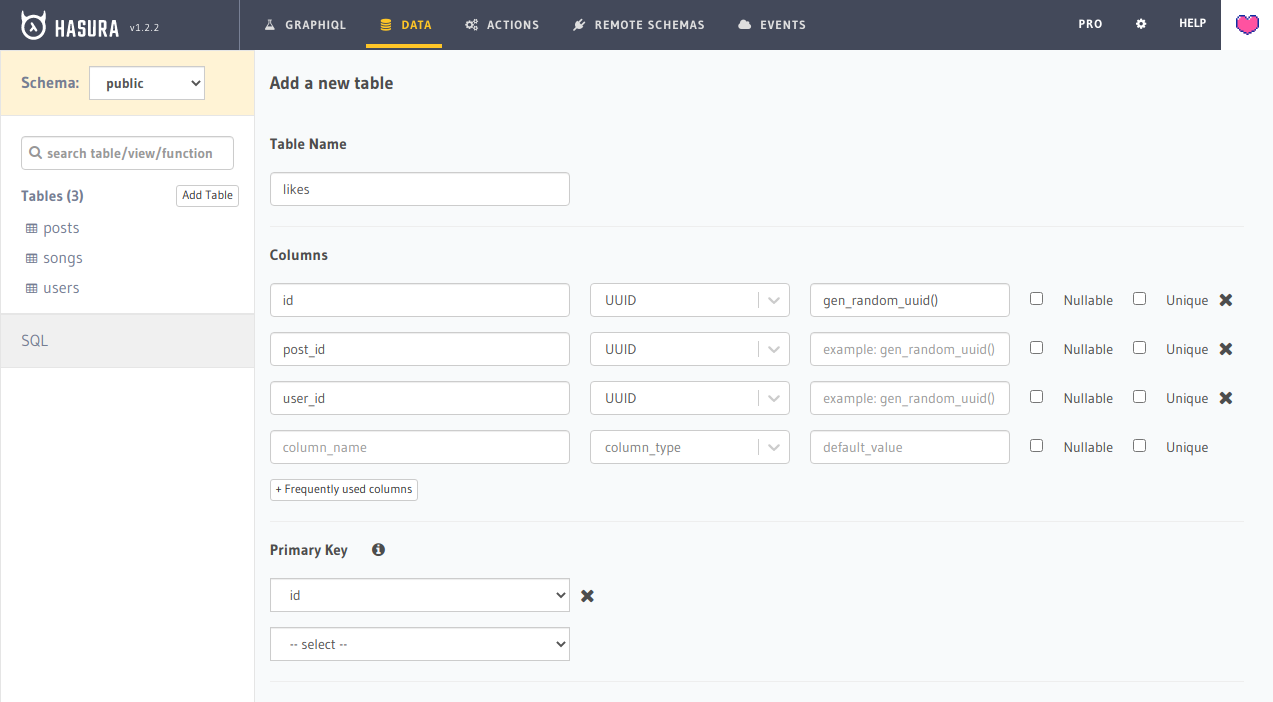 HASURA v1.2.2 GRAPHIQL DATA ACTIONS REMOTE SCHEMAS EVENTS PRO HELP
Schema: public
search table/view/function
Tables (3) Add Table
posts
songs
users
SQL
Add a new table
Table Name
likes
Columns
id UUID gen_random_uuid() Nullable Unique
post_id UUID example: gen_random_uuid() Nullable Unique
user_id UUID example: gen_random_uuid() Nullable Unique
column_name column_type default_value Nullable Unique
+ Frequently used columns
Primary Key
id
-- select --